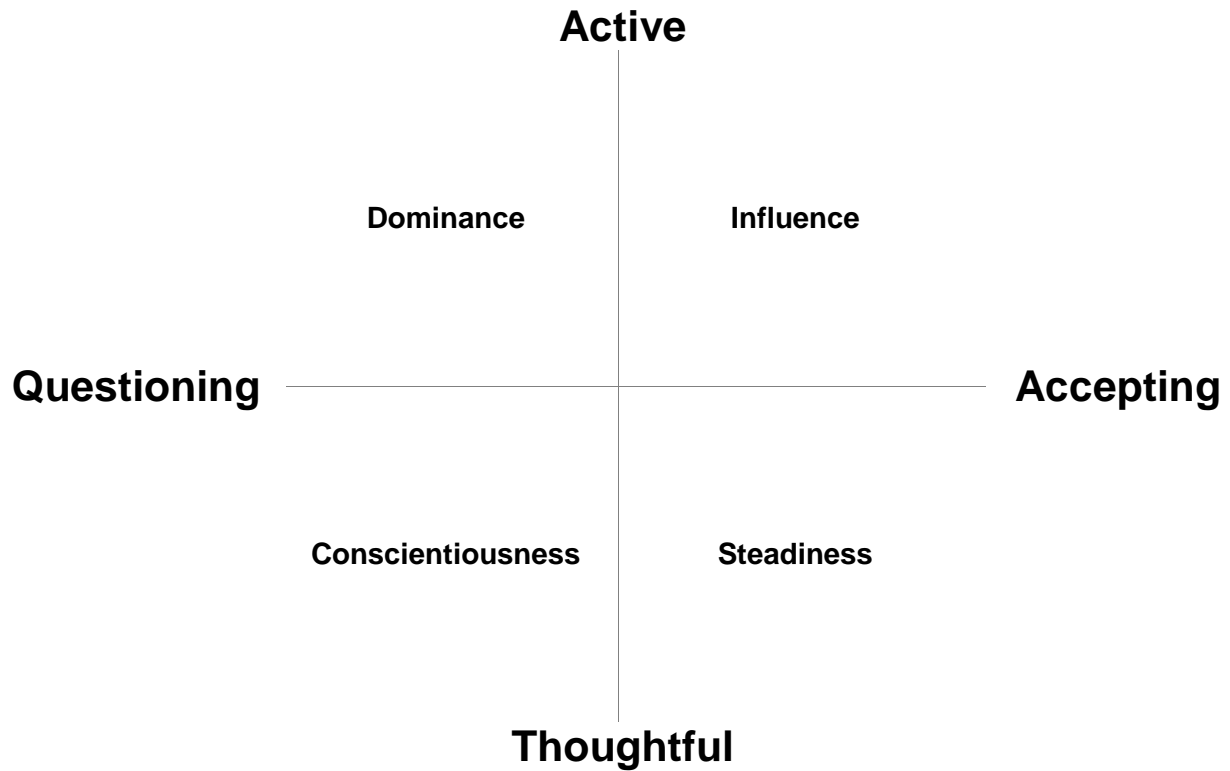 Active
Dominance Influence
Questioning Accepting
Conscientiousness Steadiness
Thoughtful